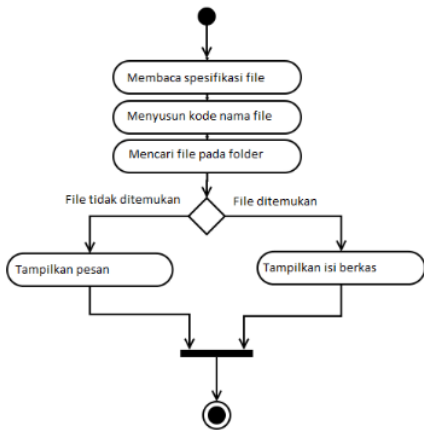 Membaca spesifikasi file
Menyusun kode nama file
Mencari file pada folder
File tidak ditemukan
File ditemukan
Tampilkan pesan
Tampilkan isi berkas